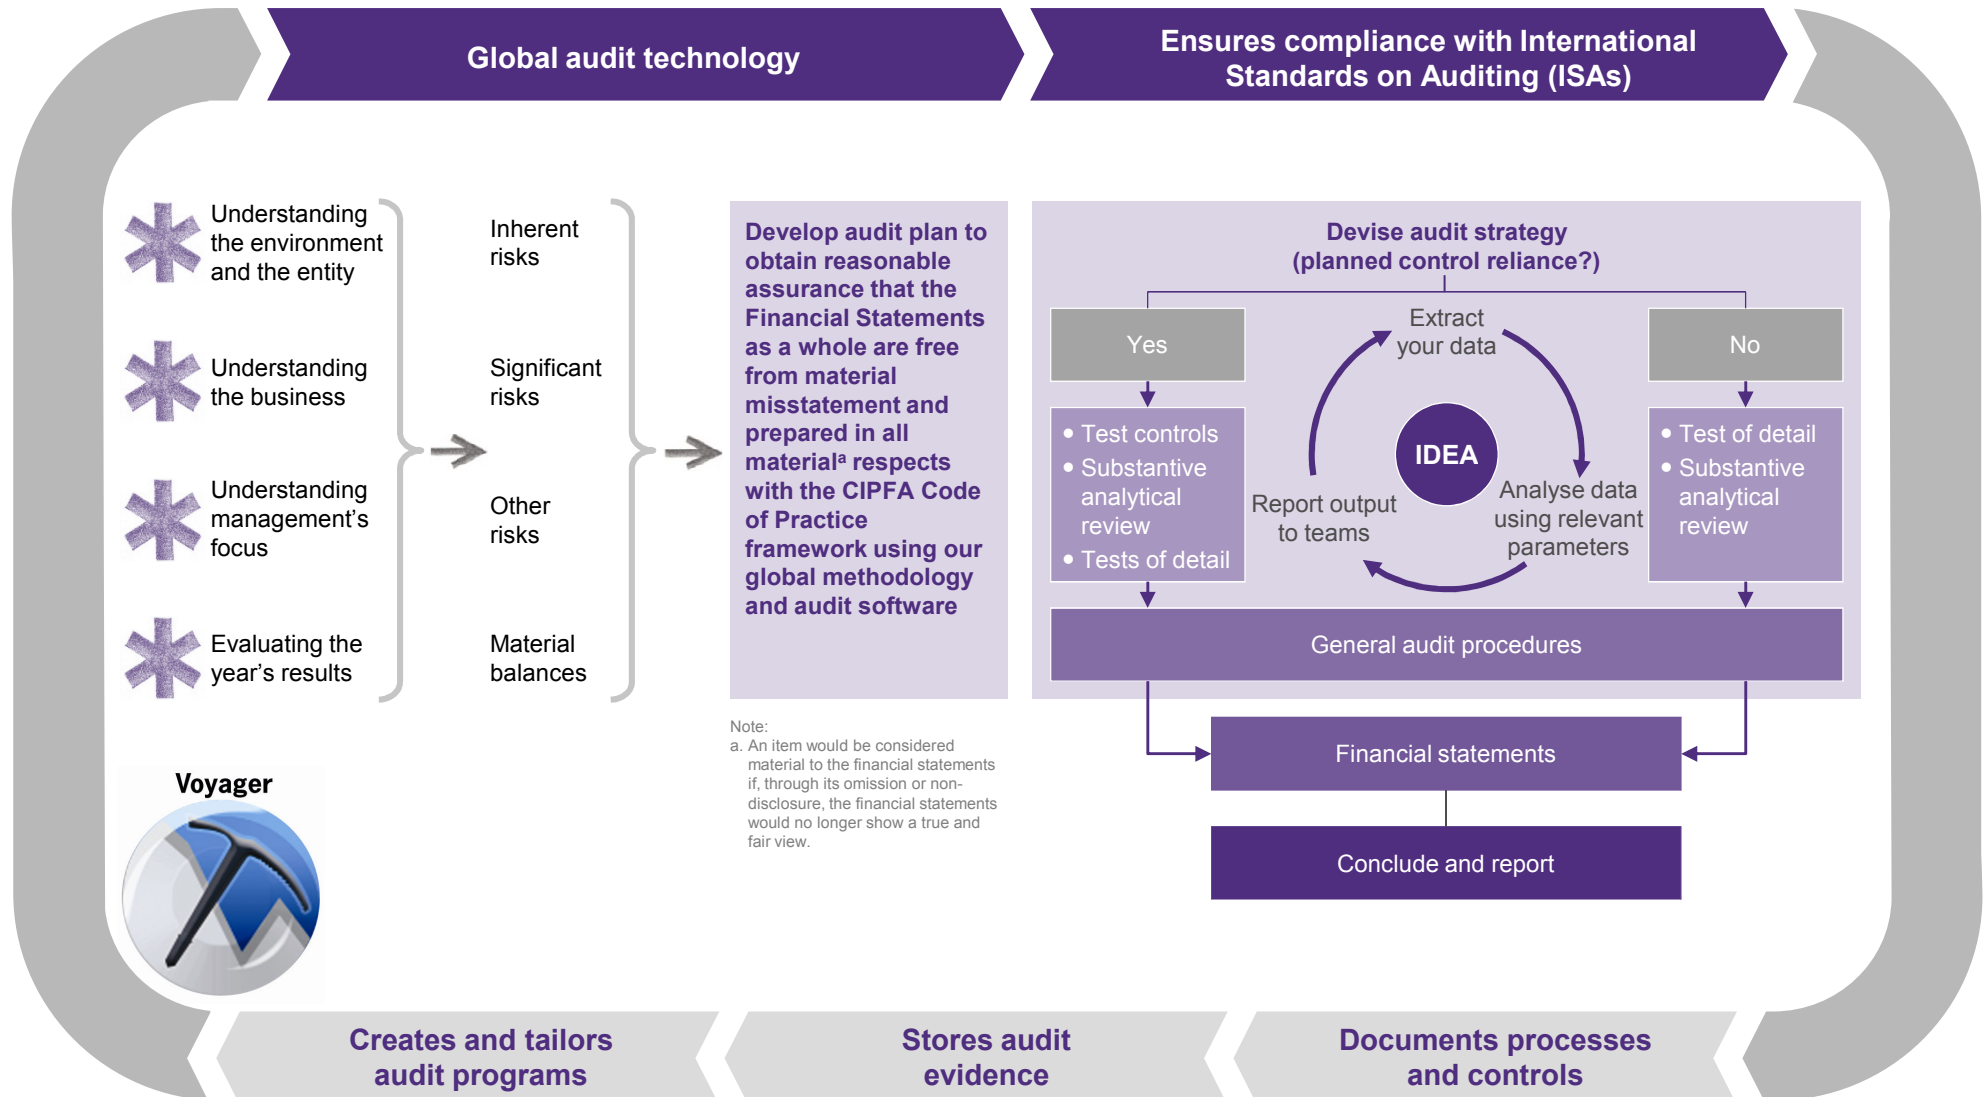 Global audit technology
Ensures compliance with International
Standards on Auditing (ISAs)
Understanding
the environment
and the entity
Understanding
the business
Understanding
management's
focus
Evaluating the
year's results
Inherent
risks
Significant
risks
Other
risks
Material
balances
Develop audit plan to
obtain reasonable
assurance that the
Financial Statements
as a whole are free
from material
misstatement and
prepared in all
materialᵃ respects
with the CIPFA Code
of Practice
framework using our
global methodology
and audit software
Note:
a. An item would be considered
material to the financial statements
if, through its omission or non-
disclosure, the financial statements
would no longer show a true and
fair view.
Devise audit strategy
(planned control reliance?)
Yes
• Test controls
• Substantive
analytical
review
• Tests of detail
Extract
your data
IDEA
Analyse data
using relevant
parameters
Report output
to teams
No
• Test of detail
• Substantive
analytical
review
General audit procedures
Financial statements
Conclude and report
Voyager
Creates and tailors
audit programs
Stores audit
evidence
Documents processes
and controls